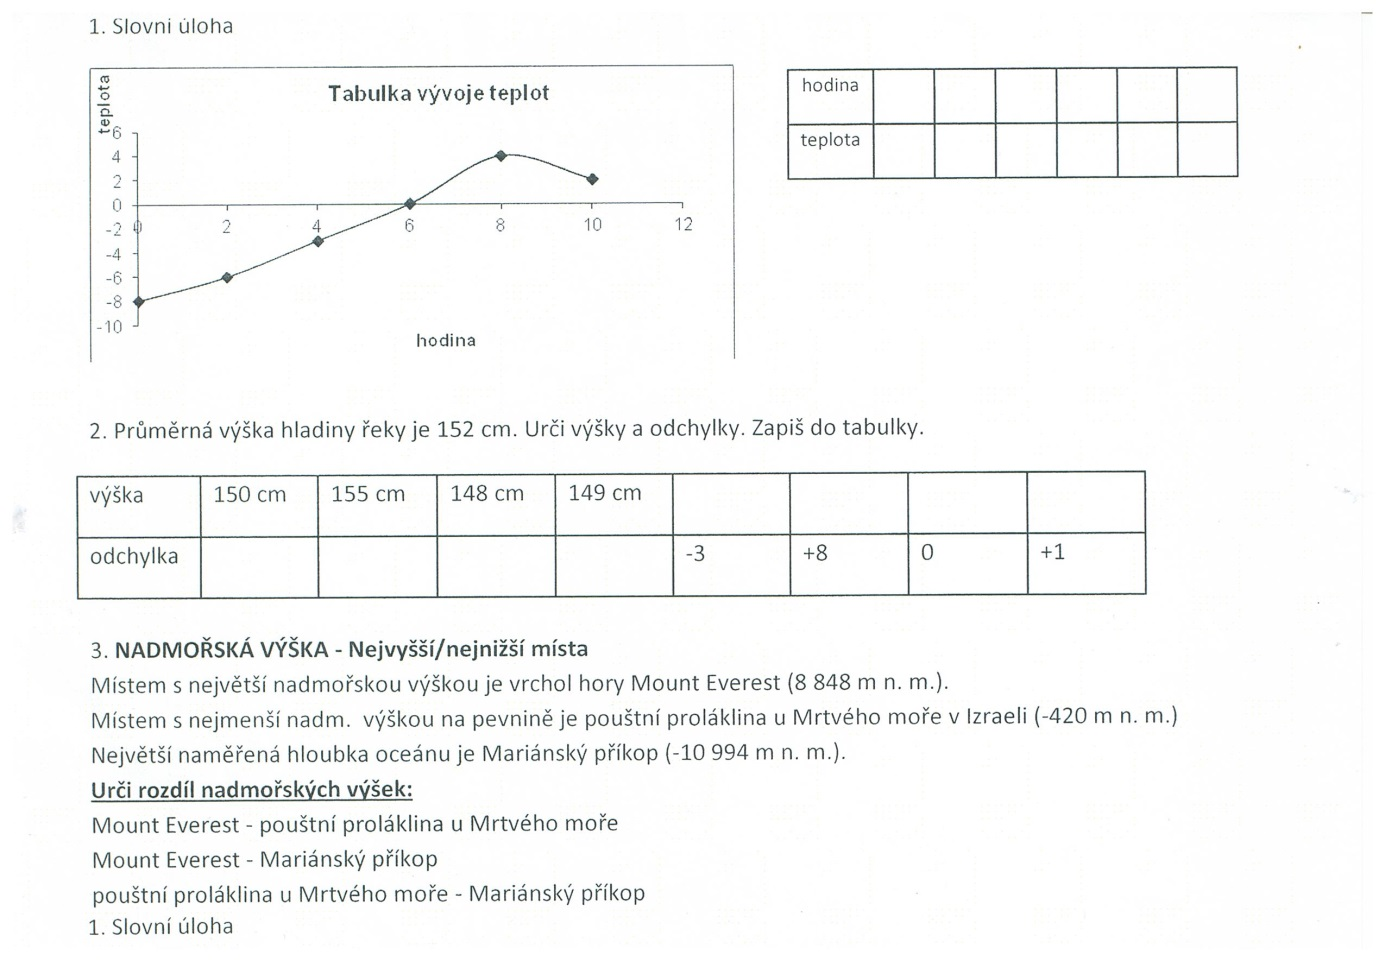 1. Slovní úloha
Tabulka vývoje teplot
teplota
6
4
2
0
-2
-4
-6
-8
-10
0 2 4 6 8 10 12
hodina
hodina
teplota
2. Průměrná výška hladiny řeky je 152 cm. Urči výšky a odchylky. Zapiš do tabulky.
výška 150 cm 155 cm 148 cm 149 cm
odchylka -3 +8 0 +1
3. NADMOŘSKÁ VÝŠKA - Nejvyšší/nejnižší místa
Místem s největší nadmořskou výškou je vrchol hory Mount Everest (8 848 m n. m.).
Místem s nejmenší nadm. výškou na pevnině je pouštní proláklina u Mrtvého moře v Izraeli (-420 m n. m.)
Největší naměřená hloubka oceánu je Mariánský příkop (-10 994 m n. m.).
Urči rozdíl nadmořských výšek:
Mount Everest - pouštní proláklina u Mrtvého moře
Mount Everest - Mariánský příkop
pouštní proláklina u Mrtvého moře - Mariánský příkop
1. Slovní úloha